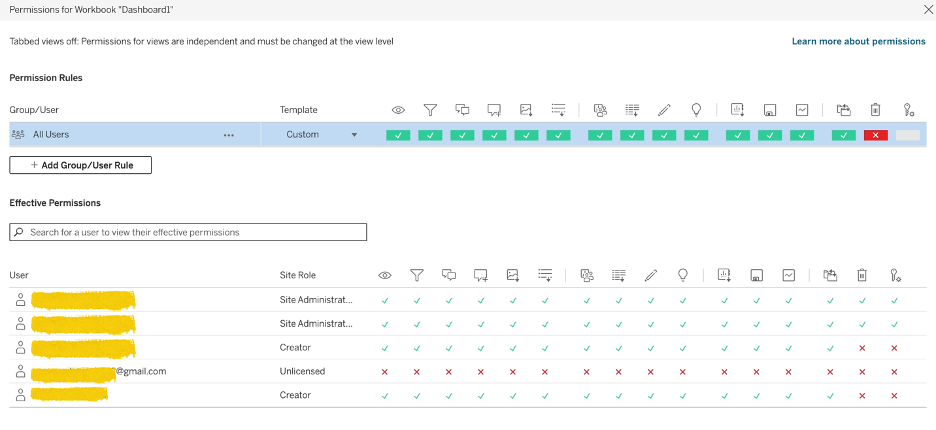 Permissions for Workbook "Dashboard1"
Tabbed views off: Permissions for views are independent and must be changed at the view level
Learn more about permissions
Permission Rules
Group/User Template
All Users ••• Custom
+ Add Group/User Rule
Effective Permissions
Search for a user to view their effective permissions
User Site Role
Site Administrat...
Site Administrat...
Creator
@gmail.com Unlicensed
Creator